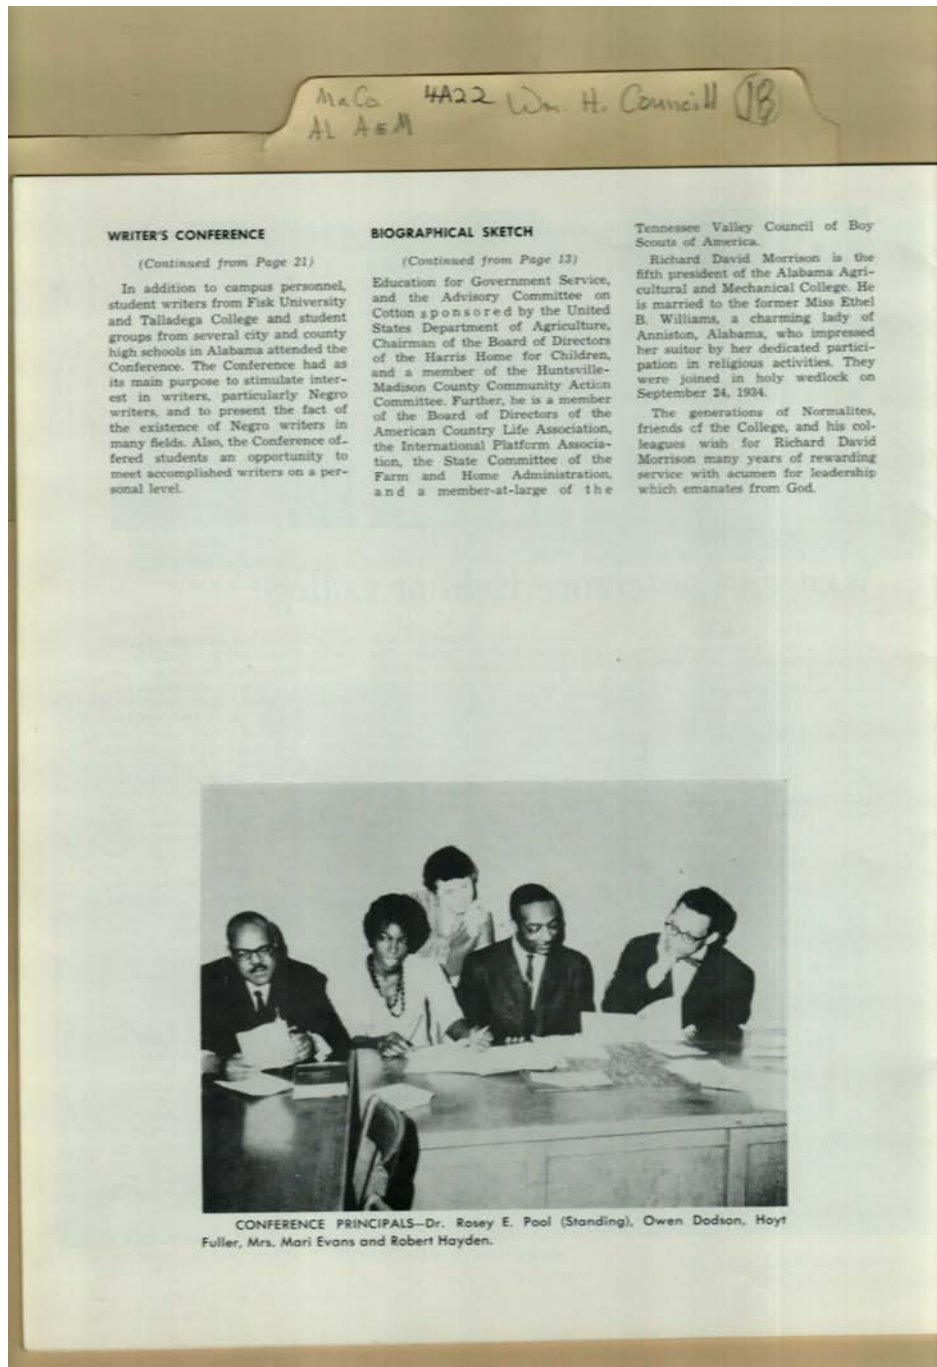 MaCo 4A22 Wm. H. Councill 18
AL A&M
WRITER'S CONFERENCE
(Continued from Page 21)
In addition to campus personnel,
student writers from Fisk University
and Talladega College and student
groups from several city and county
high schools in Alabama attended the
Conference. The Conference had as
its main purpose to stimulate inter-
est in writers, particularly Negro
writers, and to present the fact of
the existence of Negro writers in
many fields. Also, the Conference of-
fered students an opportunity to
meet accomplished writers on a per-
sonal level.
BIOGRAPHICAL SKETCH
(Continued from Page 13)
Education for Government Service,
and the Advisory Committee on
Cotton sponsored by the United
States Department of Agriculture,
Chairman of the Board of Directors
of the Harris Home for Children,
and a member of the Huntsville-
Madison County Community Action
Committee. Further, he is a member
of the Board of Directors of the
American Country Life Association,
the International Platform Associa-
tion, the State Committee of the
Farm and Home Administration,
and a member-at-large of the
Tennessee Valley Council of Boy
Scouts of America.
Richard David Morrison is the
fifth president of the Alabama Agri-
cultural and Mechanical College. He
is married to the former Miss Ethel
B. Williams, a charming lady of
Anniston, Alabama, who impressed
her suitor by her dedicated partici-
pation in religious activities. They
were joined in holy wedlock on
September 24, 1934.
The generations of Normalites,
friends of the College, and his col-
leagues wish for Richard David
Morrison many years of rewarding
service with acumen for leadership
which emanates from God.
CONFERENCE PRINCIPALS—Dr. Rosey E. Pool (Standing), Owen Dodson, Hoyt
Fuller, Mrs. Mari Evans and Robert Hayden.